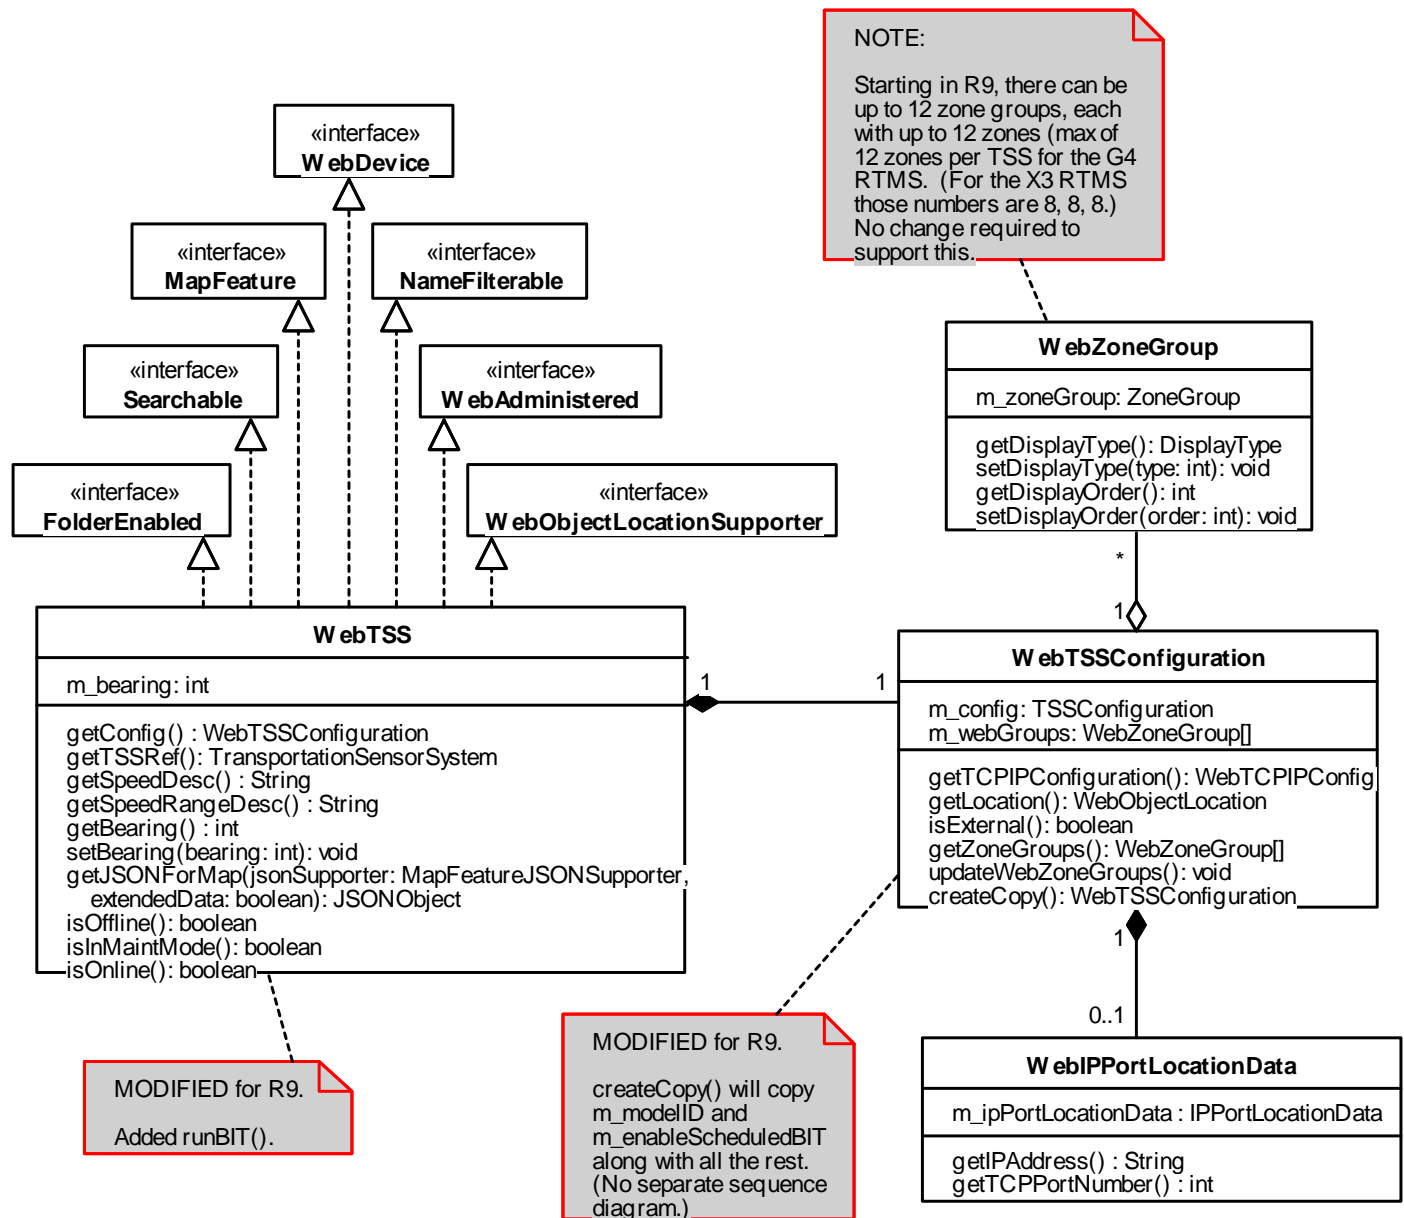 NOTE:
Starting in R9, there can be
up to 12 zone groups, each
with up to 12 zones (max of
12 zones per TSS for the G4
RTMS.  (For the X3 RTMS
those numbers are 8, 8, 8.)
No change required to
support this.
«interface»
WebDevice
«interface»
MapFeature
«interface»
NameFilterable
«interface»
Searchable
«interface»
WebAdministered
«interface»
FolderEnabled
«interface»
WebObjectLocationSupporter
WebZoneGroup
m_zoneGroup: ZoneGroup
getDisplayType(): DisplayType
setDisplayType(type: int): void
getDisplayOrder(): int
setDisplayOrder(order: int): void
*
1
WebTSS
m_bearing: int
getConfig() : WebTSSConfiguration
getTSSRef(): TransportationSensorSystem
getSpeedDesc() : String
getSpeedRangeDesc() : String
getBearing() : int
setBearing(bearing: int): void
getJSONForMap(jsonSupporter: MapFeatureJSONSupporter,
extendedData: boolean): JSONObject
isOffline(): boolean
isInMaintMode(): boolean
isOnline(): boolean
1
1
WebTSSConfiguration
m_config: TSSConfiguration
m_webGroups: WebZoneGroup[]
getTCPIPConfiguration(): WebTCPIPConfig
getLocation(): WebObjectLocation
isExternal(): boolean
getZoneGroups(): WebZoneGroup[]
updateWebZoneGroups(): void
createCopy(): WebTSSConfiguration
1
0..1
MODIFIED for R9.
Added runBIT().
MODIFIED for R9.
createCopy() will copy
m_modelID and
m_enableScheduledBIT
along with all the rest.
(No separate sequence
diagram.)
WebIPPortLocationData
m_ipPortLocationData : IPPortLocationData
getIPAddress() : String
getTCPPortNumber() : int